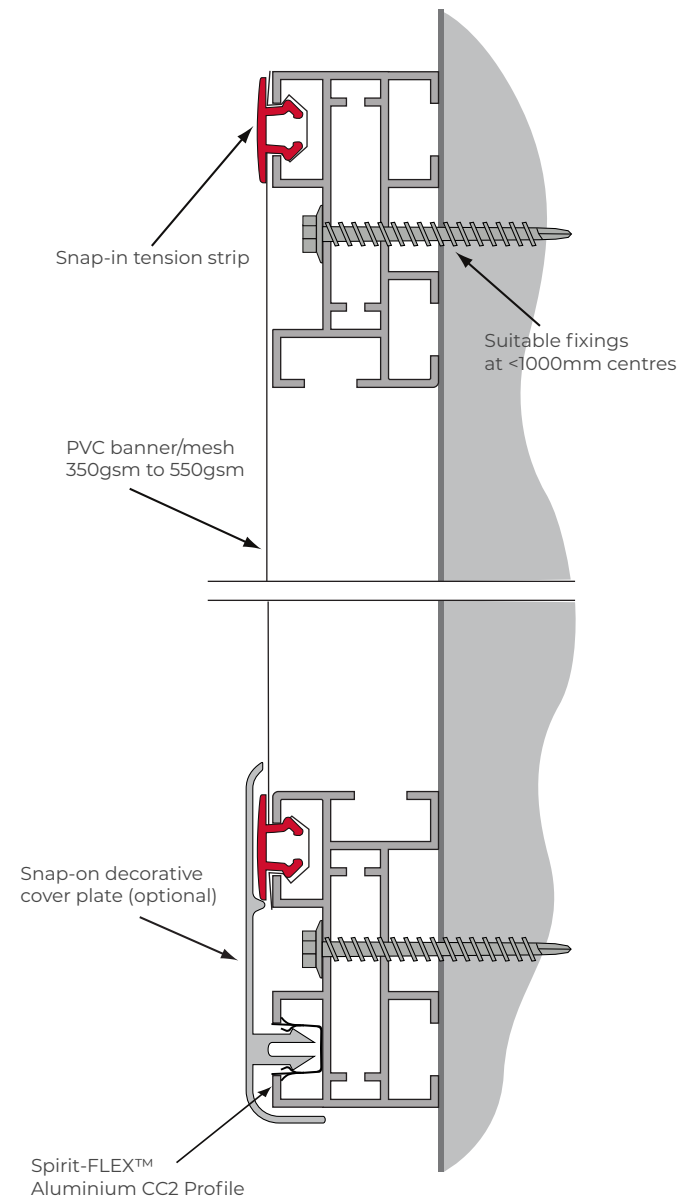 Snap-in tension strip
Suitable fixings
at <1000mm centres
PVC banner/mesh
350gsm to 550gsm
Snap-on decorative
cover plate (optional)
Spirit-FLEX™
Aluminium CC2 Profile